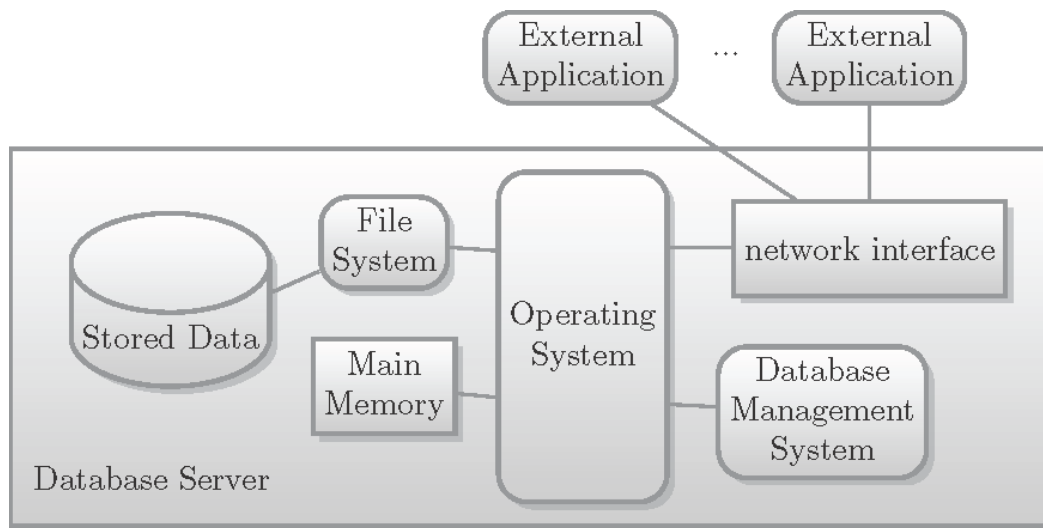 External
Application
...
External
Application
File
System
Stored Data
Main
Memory
Operating
System
network interface
Database
Management
System
Database Server